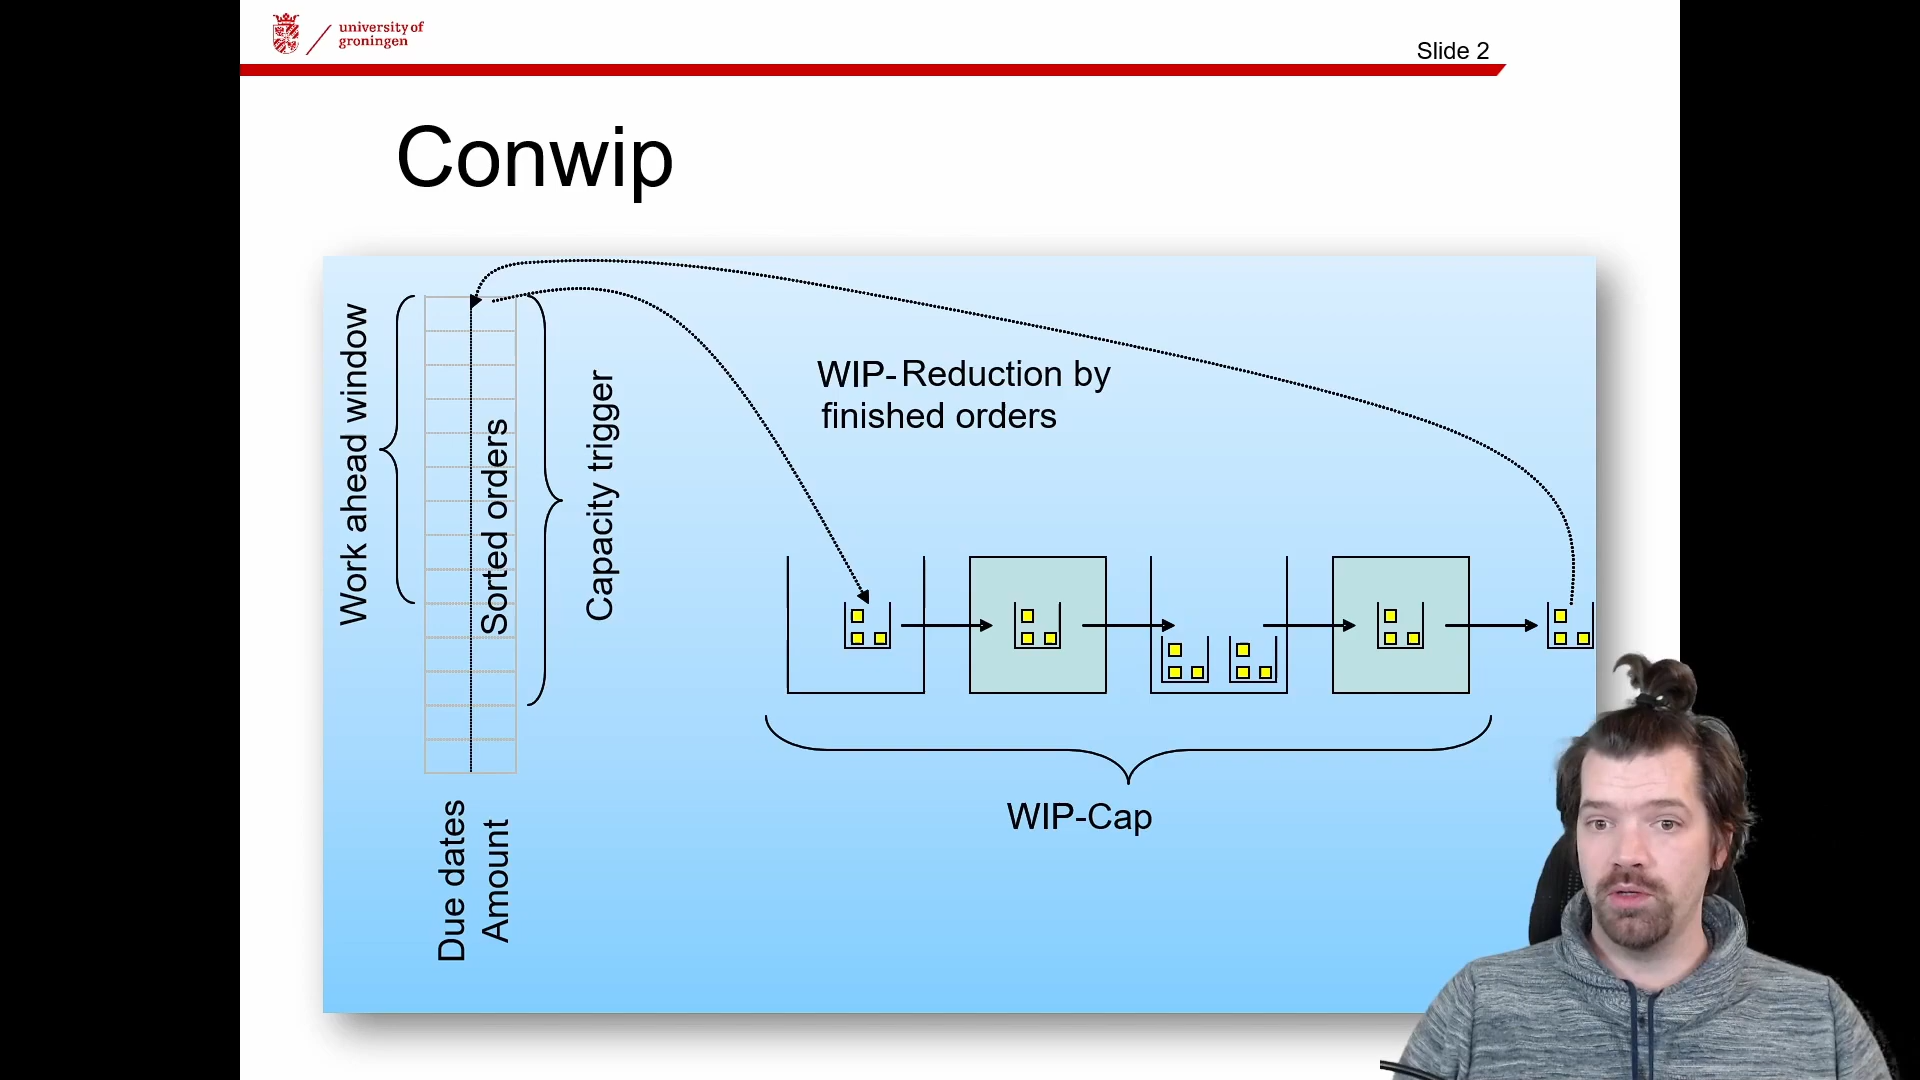 university of
groningen
Slide 2
Conwip
Work ahead window
Sorted orders
Capacity trigger
WIP-Reduction by
finished orders
WIP-Cap
Due dates
Amount